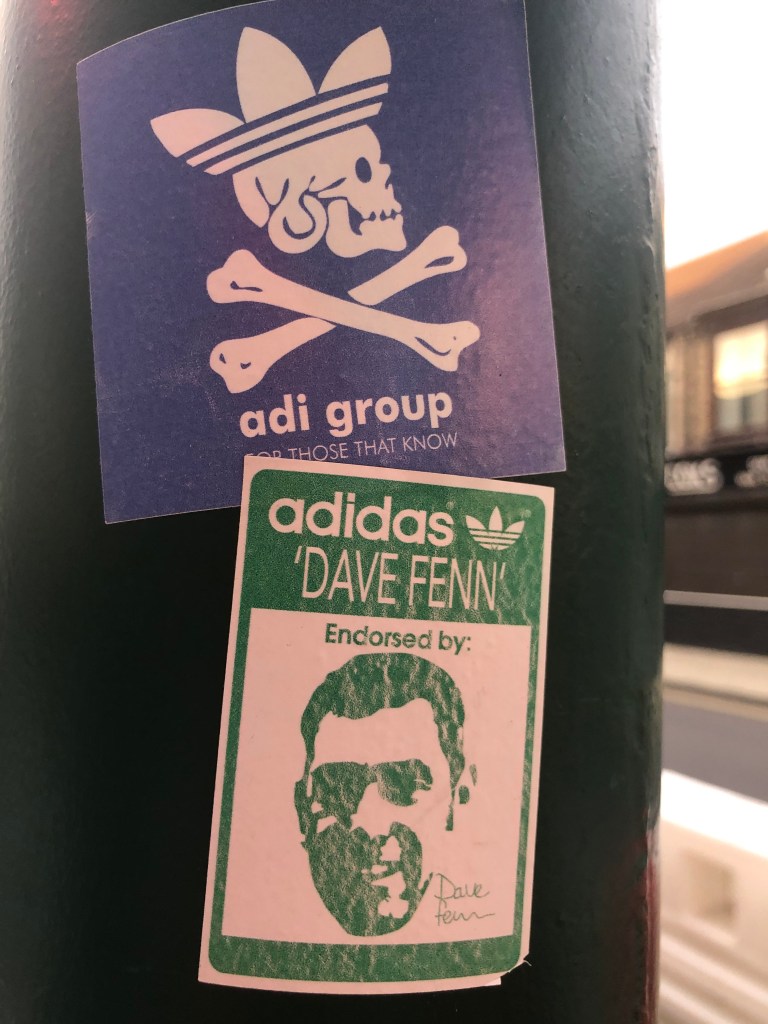 adi group
FOR THOSE THAT KNOW
adidas
'DAVE FENN'
Endorsed by:
Dave
Fenn